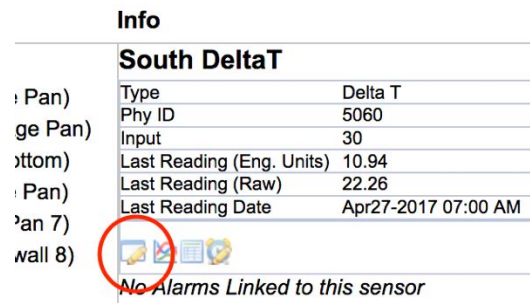 Info
South DeltaT
Type Delta T
Phy ID 5060
Input 30
Last Reading (Eng. Units) 10.94
Last Reading (Raw) 22.26
Last Reading Date Apr27-2017 07:00 AM
Pan)
ge Pan)
ottom)
Pan)
Pan 7)
wall 8)
No Alarms Linked to this sensor